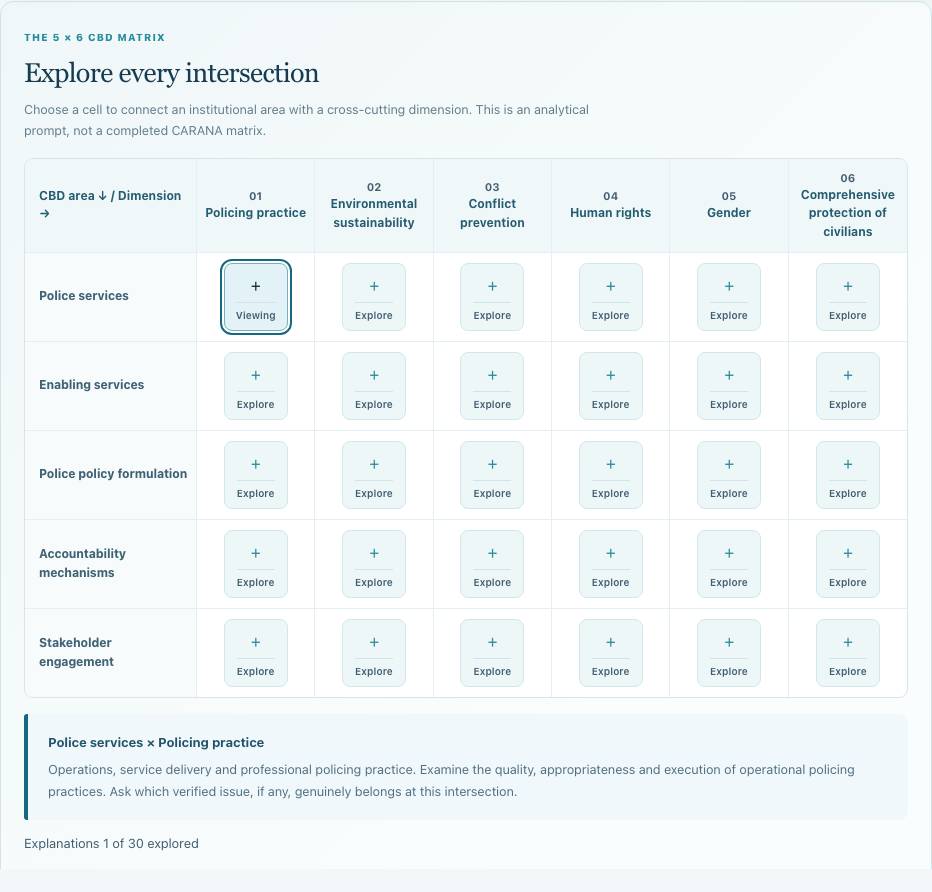 THE 5 × 6 CBD MATRIX
Explore every intersection
Choose a cell to connect an institutional area with a cross-cutting dimension. This is an analytical
prompt, not a completed CARANA matrix.
CBD area ↓ / Dimension
→
01
Policing practice
02
Environmental
sustainability
03
Conflict
prevention
04
Human rights
05
Gender
06
Comprehensive
protection of
civilians
Police services
+ + + + + +
Viewing Explore Explore Explore Explore Explore
Enabling services
+ + + + + +
Explore Explore Explore Explore Explore Explore
Police policy formulation
+ + + + + +
Explore Explore Explore Explore Explore Explore
Accountability
mechanisms
+ + + + + +
Explore Explore Explore Explore Explore Explore
Stakeholder
engagement
+ + + + + +
Explore Explore Explore Explore Explore Explore
Police services × Policing practice
Operations, service delivery and professional policing practice. Examine the quality, appropriateness and execution of operational policing
practices. Ask which verified issue, if any, genuinely belongs at this intersection.
Explanations 1 of 30 explored